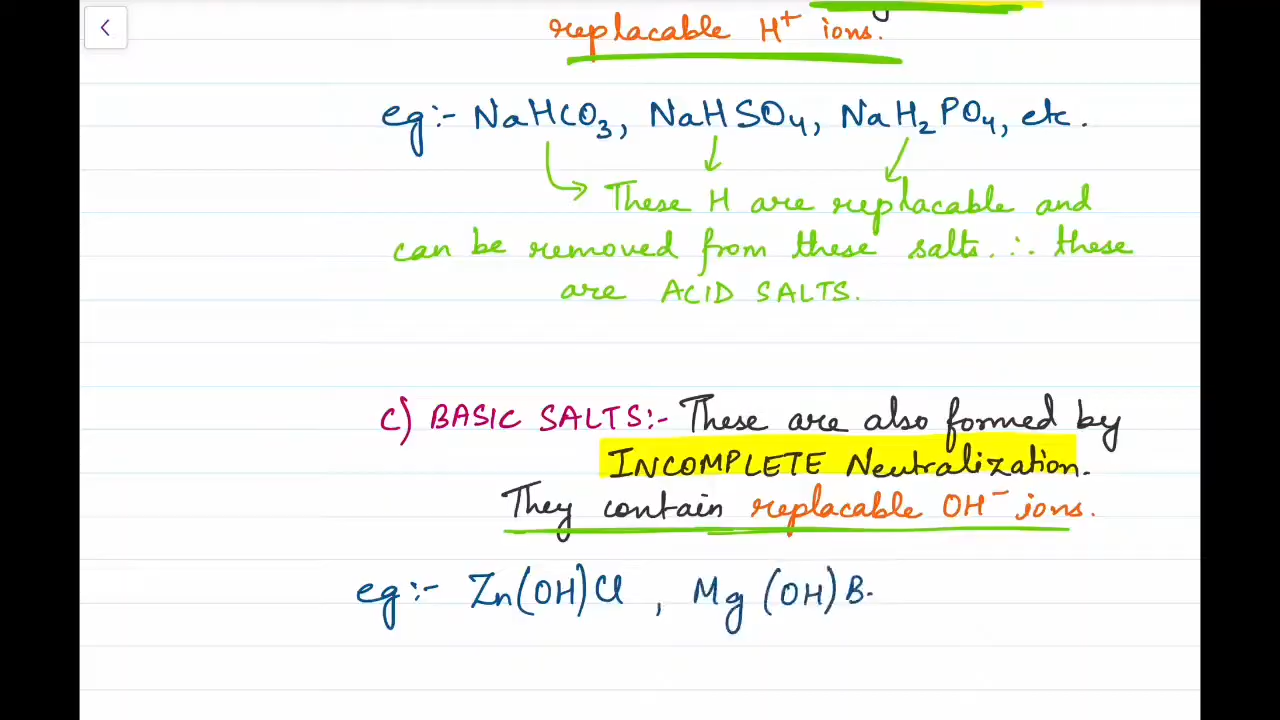 replacable H⁺ ions.
eg:- NaHCO₃, NaHSO₄, NaH₂PO₄, etc.
These H are replacable and
can be removed from these salts. ∴ these
are ACID SALTS.
c) BASIC SALTS:- These are also formed by
INCOMPLETE Neutralization.
They contain replacable OH⁻ ions.
eg:- Zn(OH)Cl , Mg (OH)B